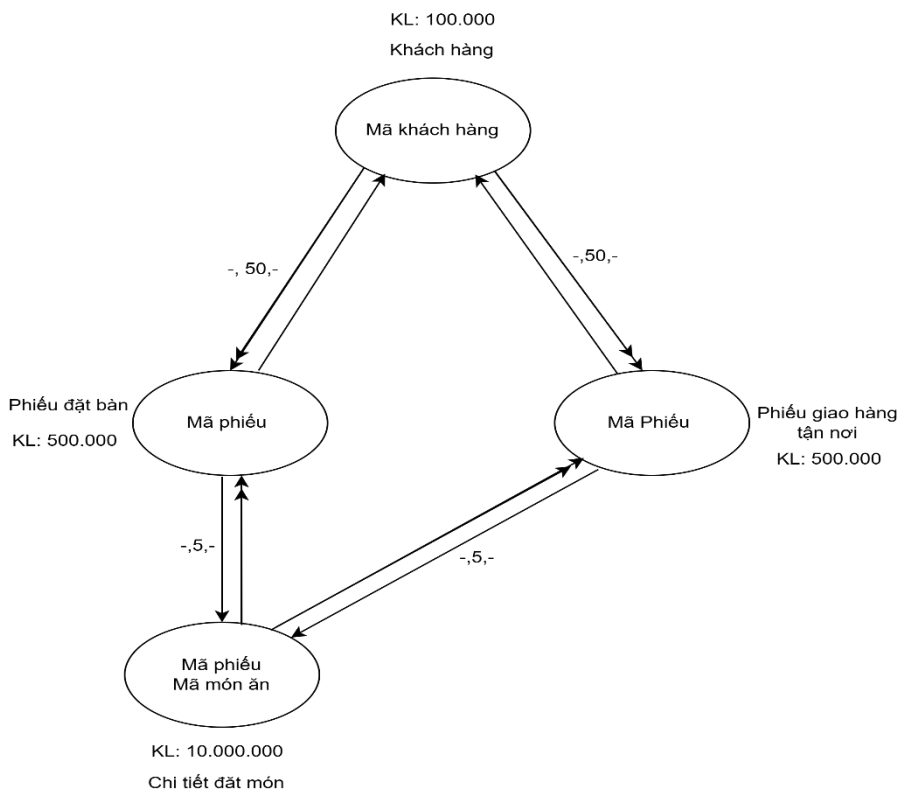 KL: 100.000
Khách hàng
Mã khách hàng
-, 50,-
-,50,-
Phiếu đặt bàn
KL: 500.000
Mã phiếu
Mã Phiếu
Phiếu giao hàng
tận nơi
KL: 500.000
-,5,-
-,5,-
Mã phiếu
Mã món ăn
KL: 10.000.000
Chi tiết đặt món